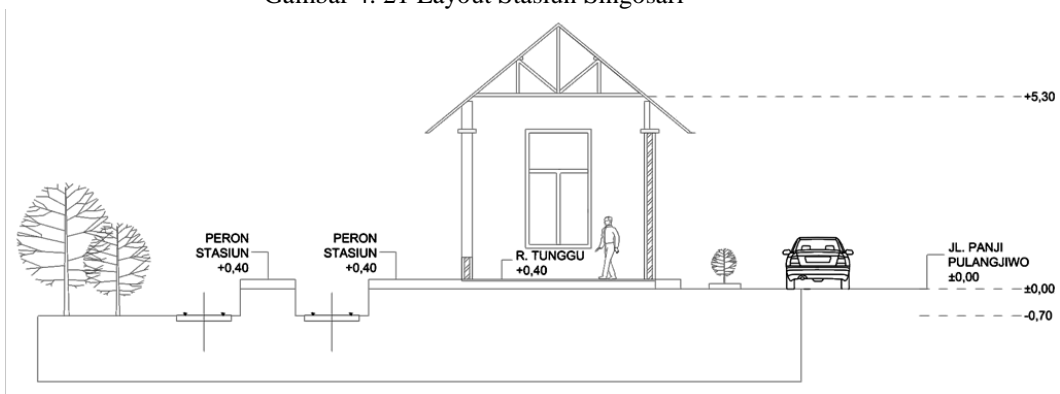 Gambar 4. 21 Layout Stasiun Singosari
+5,30
PERON
STASIUN
+0,40
PERON
STASIUN
+0,40
R. TUNGGU
+0,40
JL. PANJI
PULANGJIWO
±0,00
±0,00
-0,70